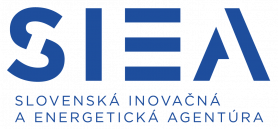 SIEA
SLOVENSKÁ INOVAČNÁ
A ENERGETICKÁ AGENTÚRA